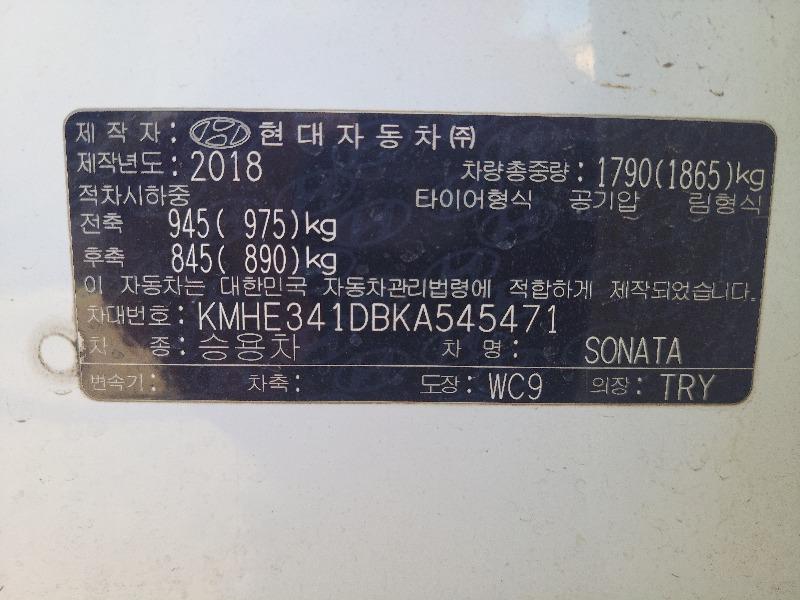 제 작 자 : 현 대 자 동 차 ㈜
제작년도 : 2018 차량총중량 : 1790(1865)kg
적차시하중 타이어형식 공기압 림형식
전축 945( 975)kg
후축 845( 890)kg
이 자동차는 대한민국 자동차관리법령에 적합하게 제작되었습니다.
차대번호 : KMHE341DBKA545471
차 종 : 승용차 차 명 : SONATA
변속기 : 차축 : 도장 : WC9 의장 : TRY